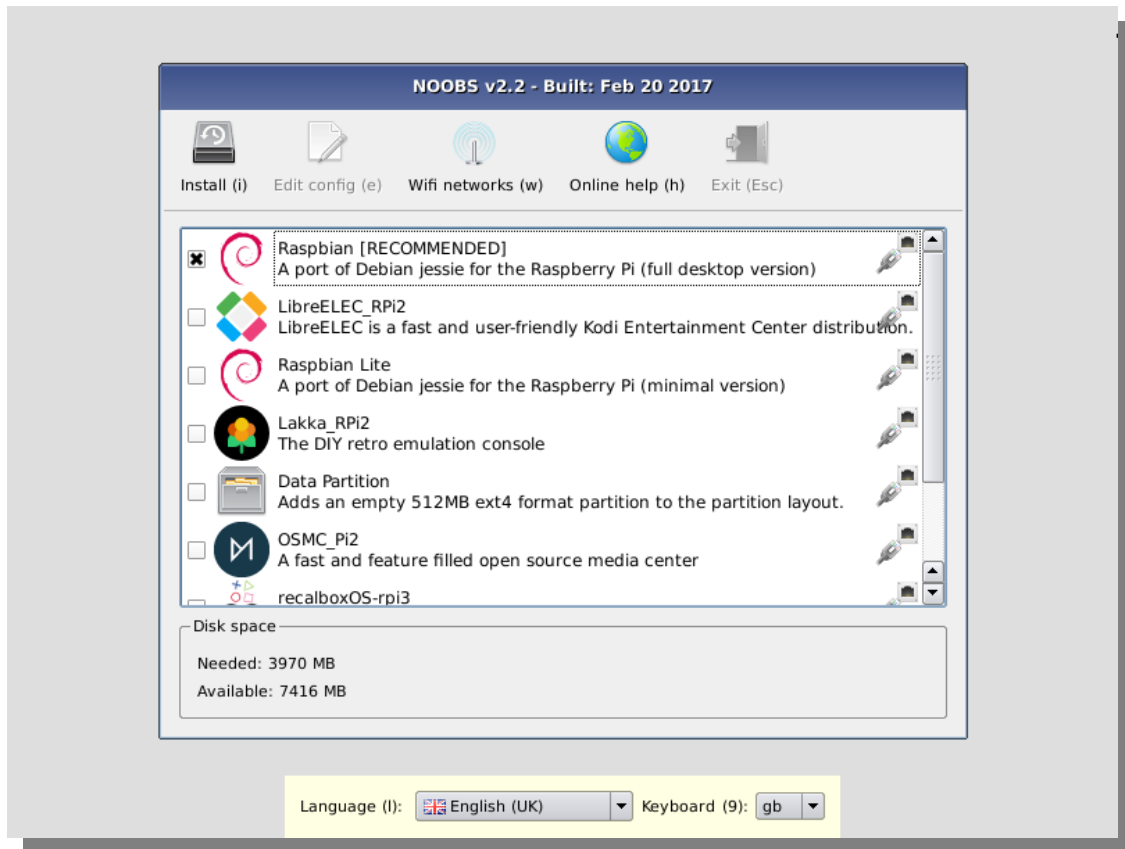 NOOBS v2.2 - Built: Feb 20 2017
Install (i) Edit config (e) Wifi networks (w) Online help (h) Exit (Esc)
Raspbian [RECOMMENDED]
A port of Debian jessie for the Raspberry Pi (full desktop version)
LibreELEC_RPi2
LibreELEC is a fast and user-friendly Kodi Entertainment Center distribution.
Raspbian Lite
A port of Debian jessie for the Raspberry Pi (minimal version)
Lakka_RPi2
The DIY retro emulation console
Data Partition
Adds an empty 512MB ext4 format partition to the partition layout.
OSMC_Pi2
A fast and feature filled open source media center
recalboxOS-rpi3
Disk space
Needed: 3970 MB
Available: 7416 MB
Language (l): English (UK) Keyboard (9): gb